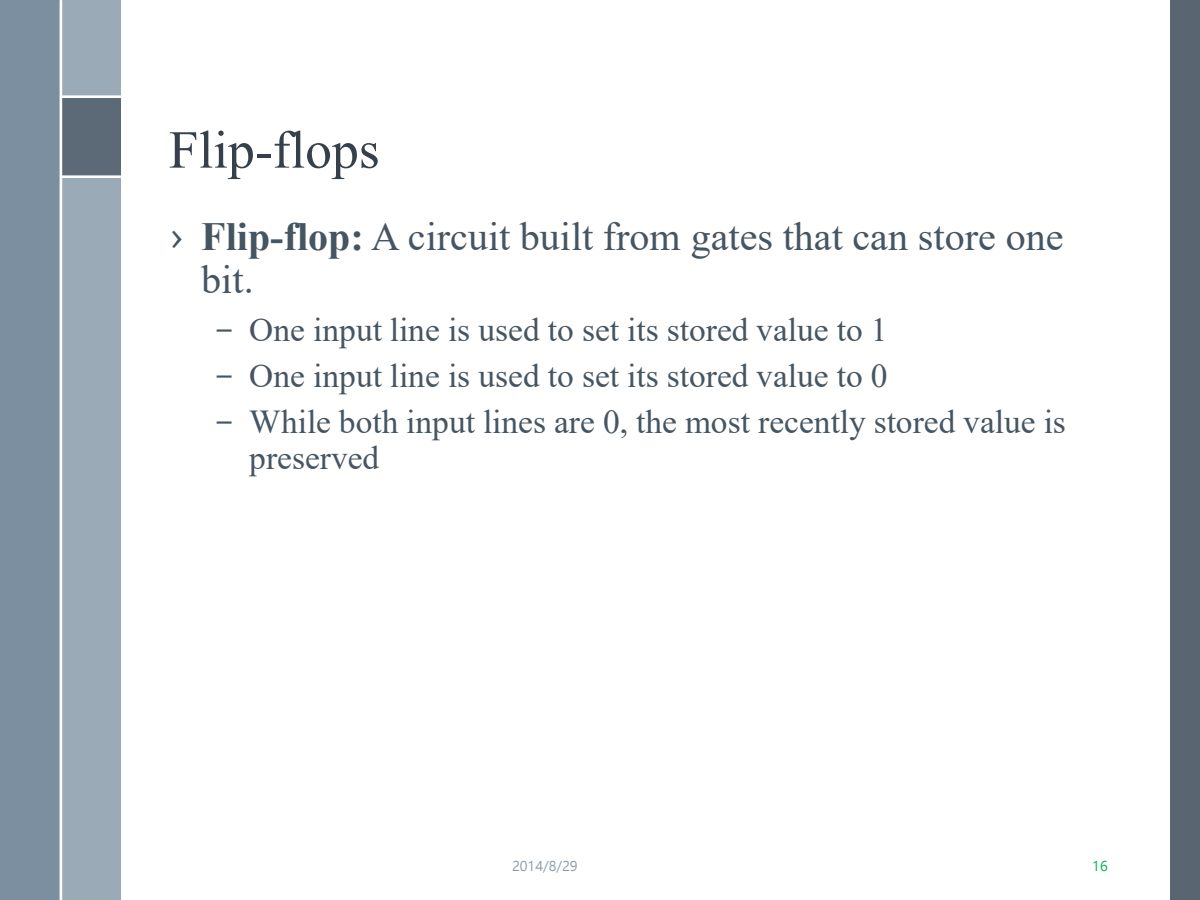 Flip-flops
› Flip-flop: A circuit built from gates that can store one
bit.
– One input line is used to set its stored value to 1
– One input line is used to set its stored value to 0
– While both input lines are 0, the most recently stored value is
preserved
2014/8/29
16